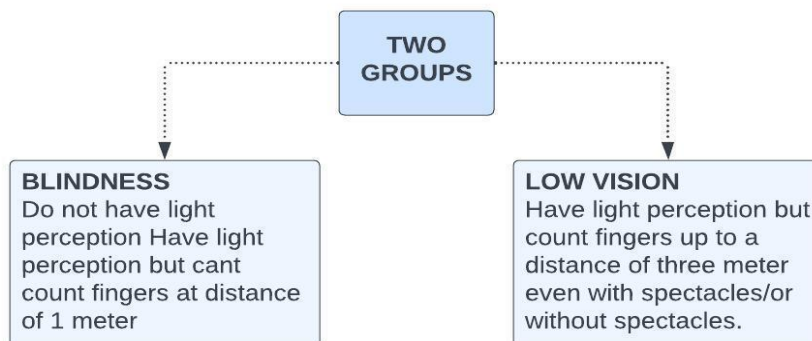 TWO
GROUPS
BLINDNESS
Do not have light
perception Have light
perception but cant
count fingers at distance
of 1 meter
LOW VISION
Have light perception but
count fingers up to a
distance of three meter
even with spectacles/or
without spectacles.